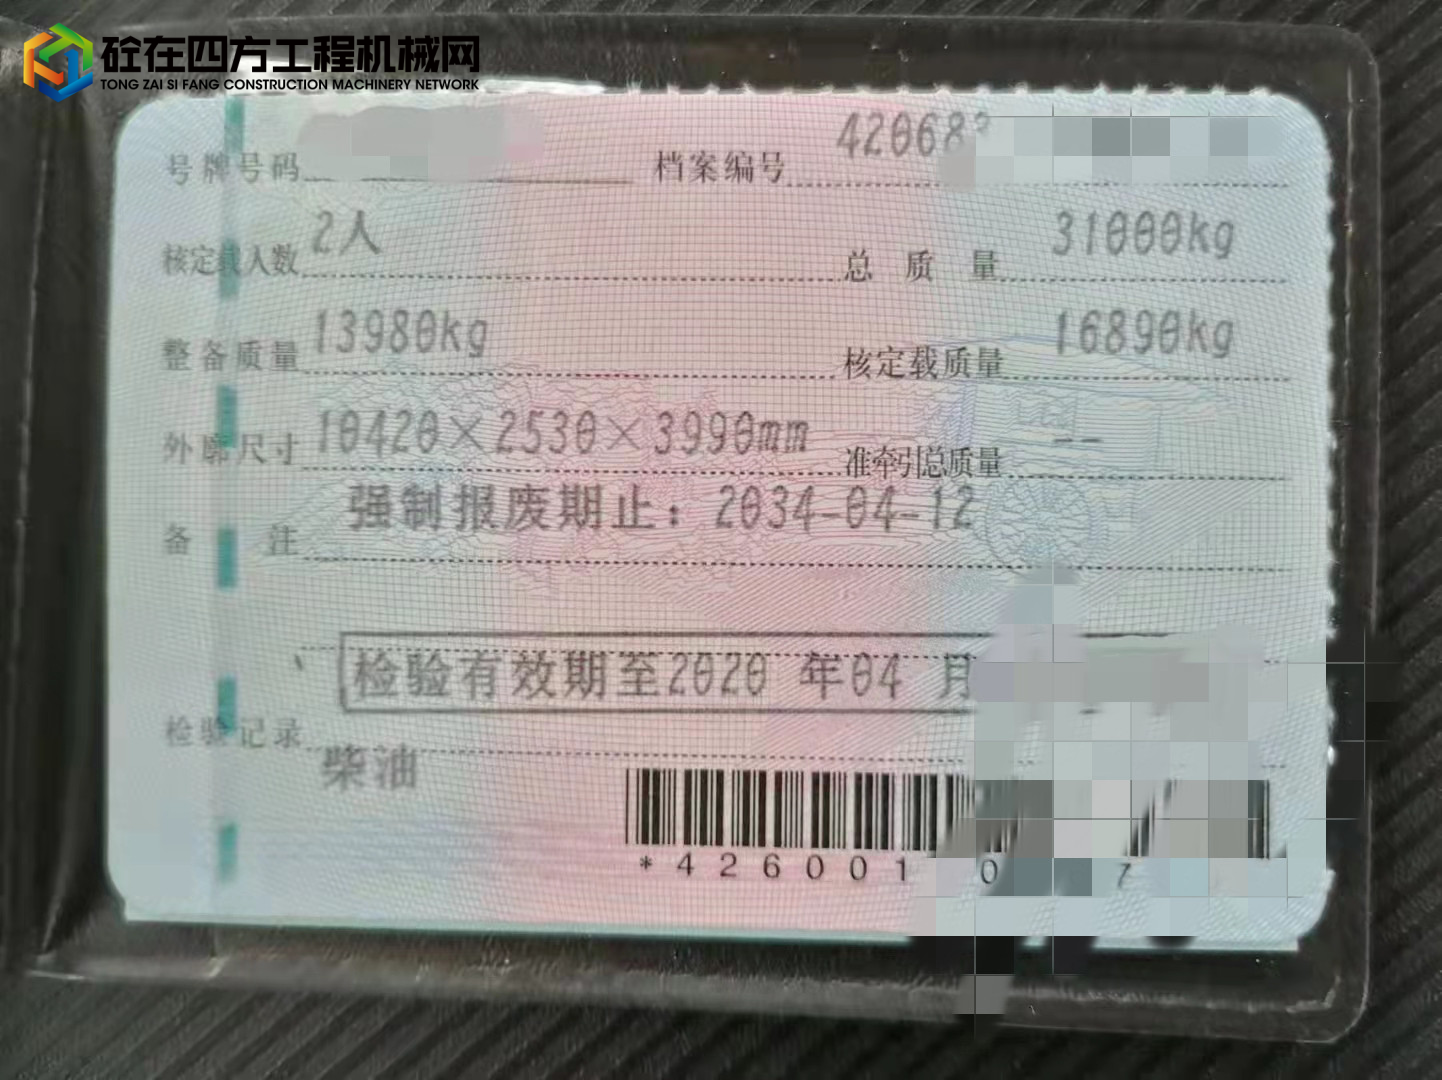 砼在四方工程机械网
TONG ZAI SI FANG CONSTRUCTION MACHINERY NETWORK
号牌号码 档案编号 420683
核定载人数 2人 总质量 31000kg
整备质量 13980kg 核定载质量 16890kg
外廓尺寸 10420×2530×3990mm 准牵引总质量 --
备注 强制报废期止：2034-04-12
检验有效期至2020 年04 月
检验记录
柴油
*426001 0 7